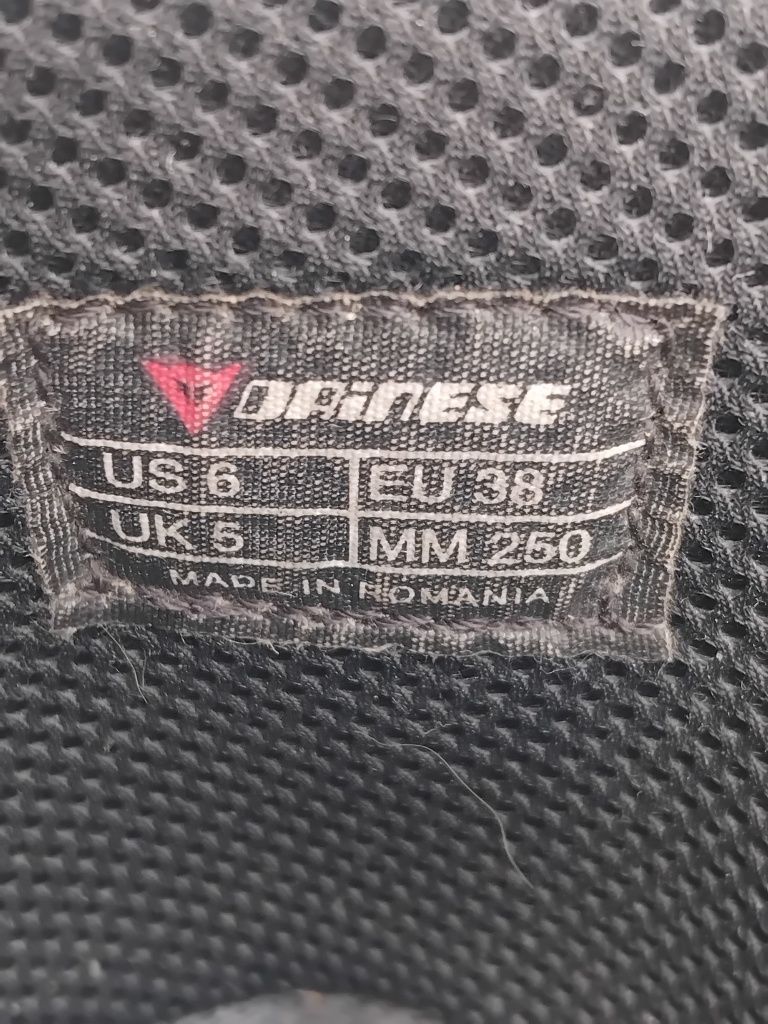 DAiNESE
US 6 EU 38
UK 5 MM 250
MADE IN ROMANIA